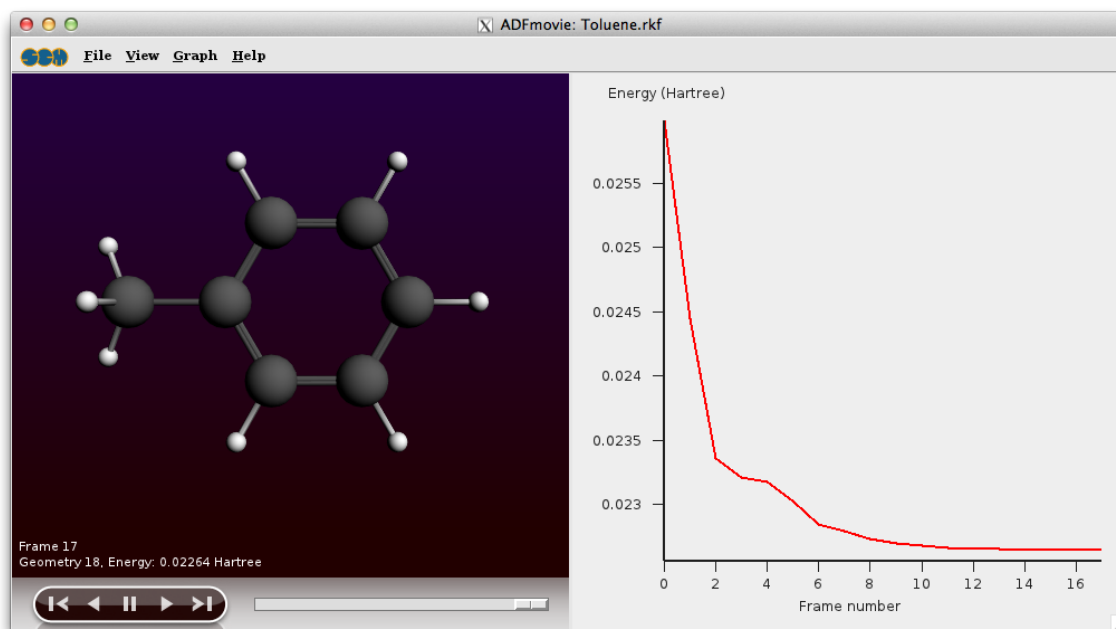 X ADFmovie: Toluene.rkf
SCM File View Graph Help
Energy (Hartree)
0.0255
0.025
0.0245
0.024
0.0235
0.023
0 2 4 6 8 10 12 14 16
Frame number
Frame 17
Geometry 18, Energy: 0.02264 Hartree